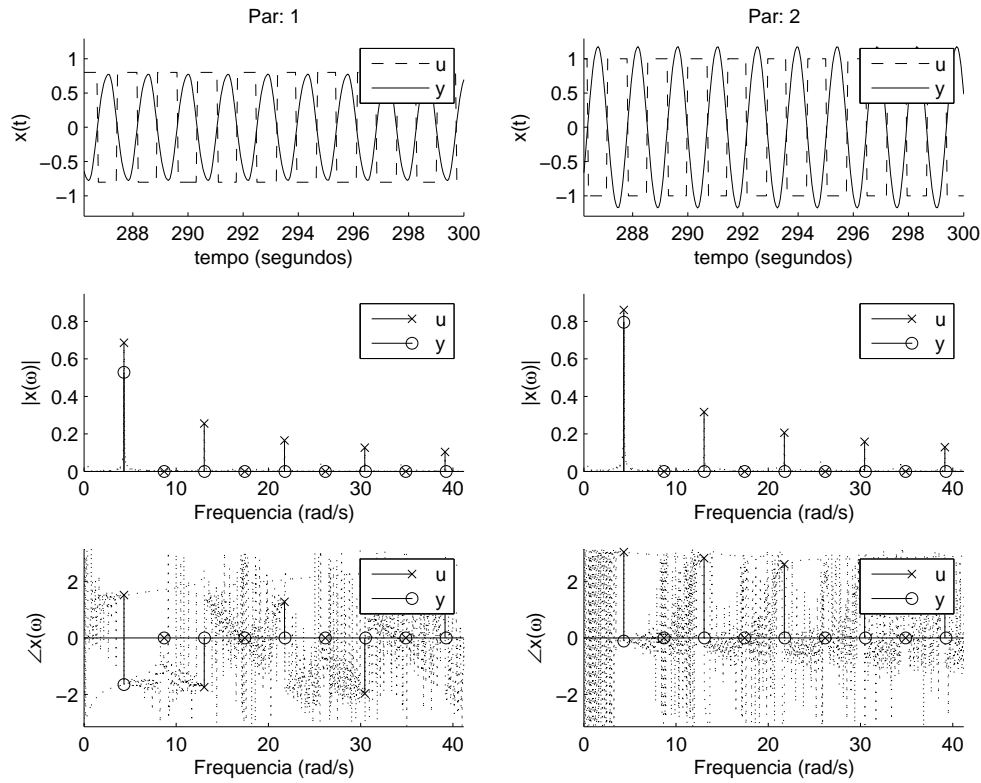 Par: 1
1
0.5
0
−0.5
−1
x(t)
u
y
288 290 292 294 296 298 300
tempo (segundos)
Par: 2
1
0.5
0
−0.5
−1
x(t)
u
y
288 290 292 294 296 298 300
tempo (segundos)
0.8
0.6
0.4
0.2
0
|x(ω)|
u
y
0 10 20 30 40
Frequencia (rad/s)
0.8
0.6
0.4
0.2
0
|x(ω)|
u
y
0 10 20 30 40
Frequencia (rad/s)
2
0
−2
∠x(ω)
u
y
0 10 20 30 40
Frequencia (rad/s)
2
0
−2
∠x(ω)
u
y
0 10 20 30 40
Frequencia (rad/s)